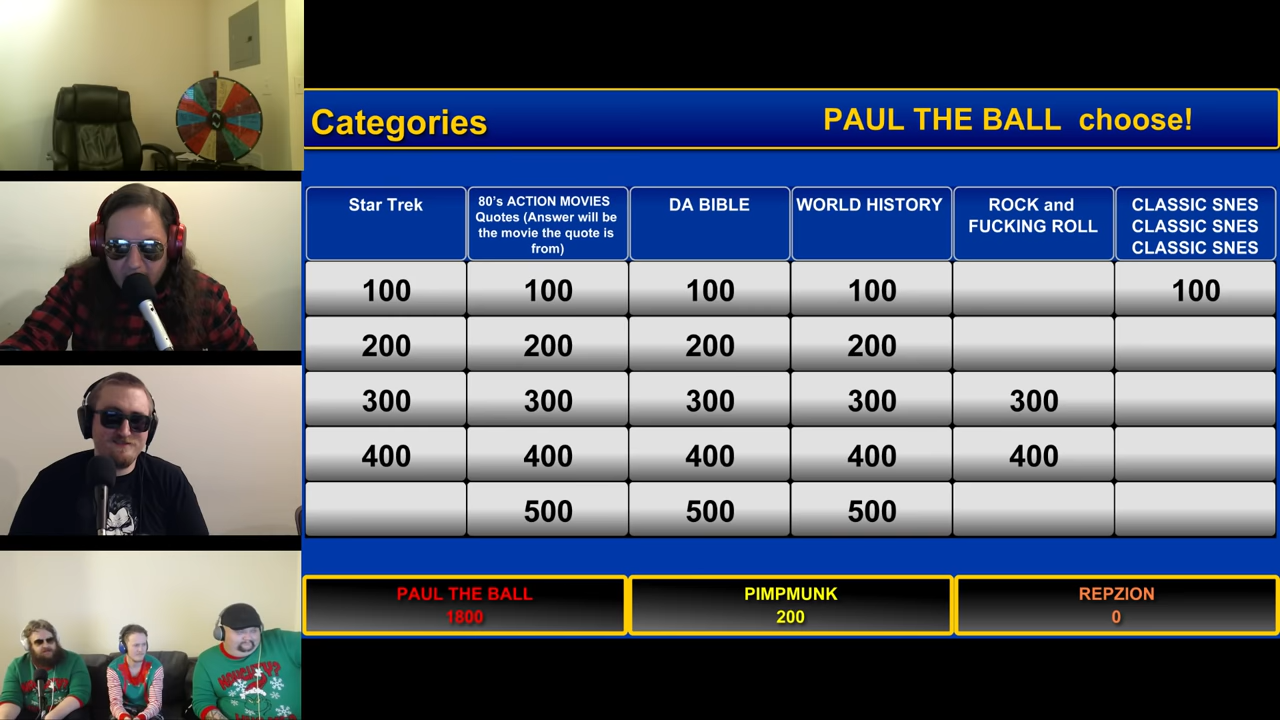 Categories
PAUL THE BALL choose!
Star Trek
80's ACTION MOVIES
Quotes (Answer will be
the movie the quote is
from)
DA BIBLE
WORLD HISTORY
ROCK and
FUCKING ROLL
CLASSIC SNES
CLASSIC SNES
CLASSIC SNES
100 100 100 100 100
200 200 200 200
300 300 300 300 300
400 400 400 400 400
500 500 500
PAUL THE BALL
1800
PIMPMUNK
200
REPZION
0
NAUGHTY?